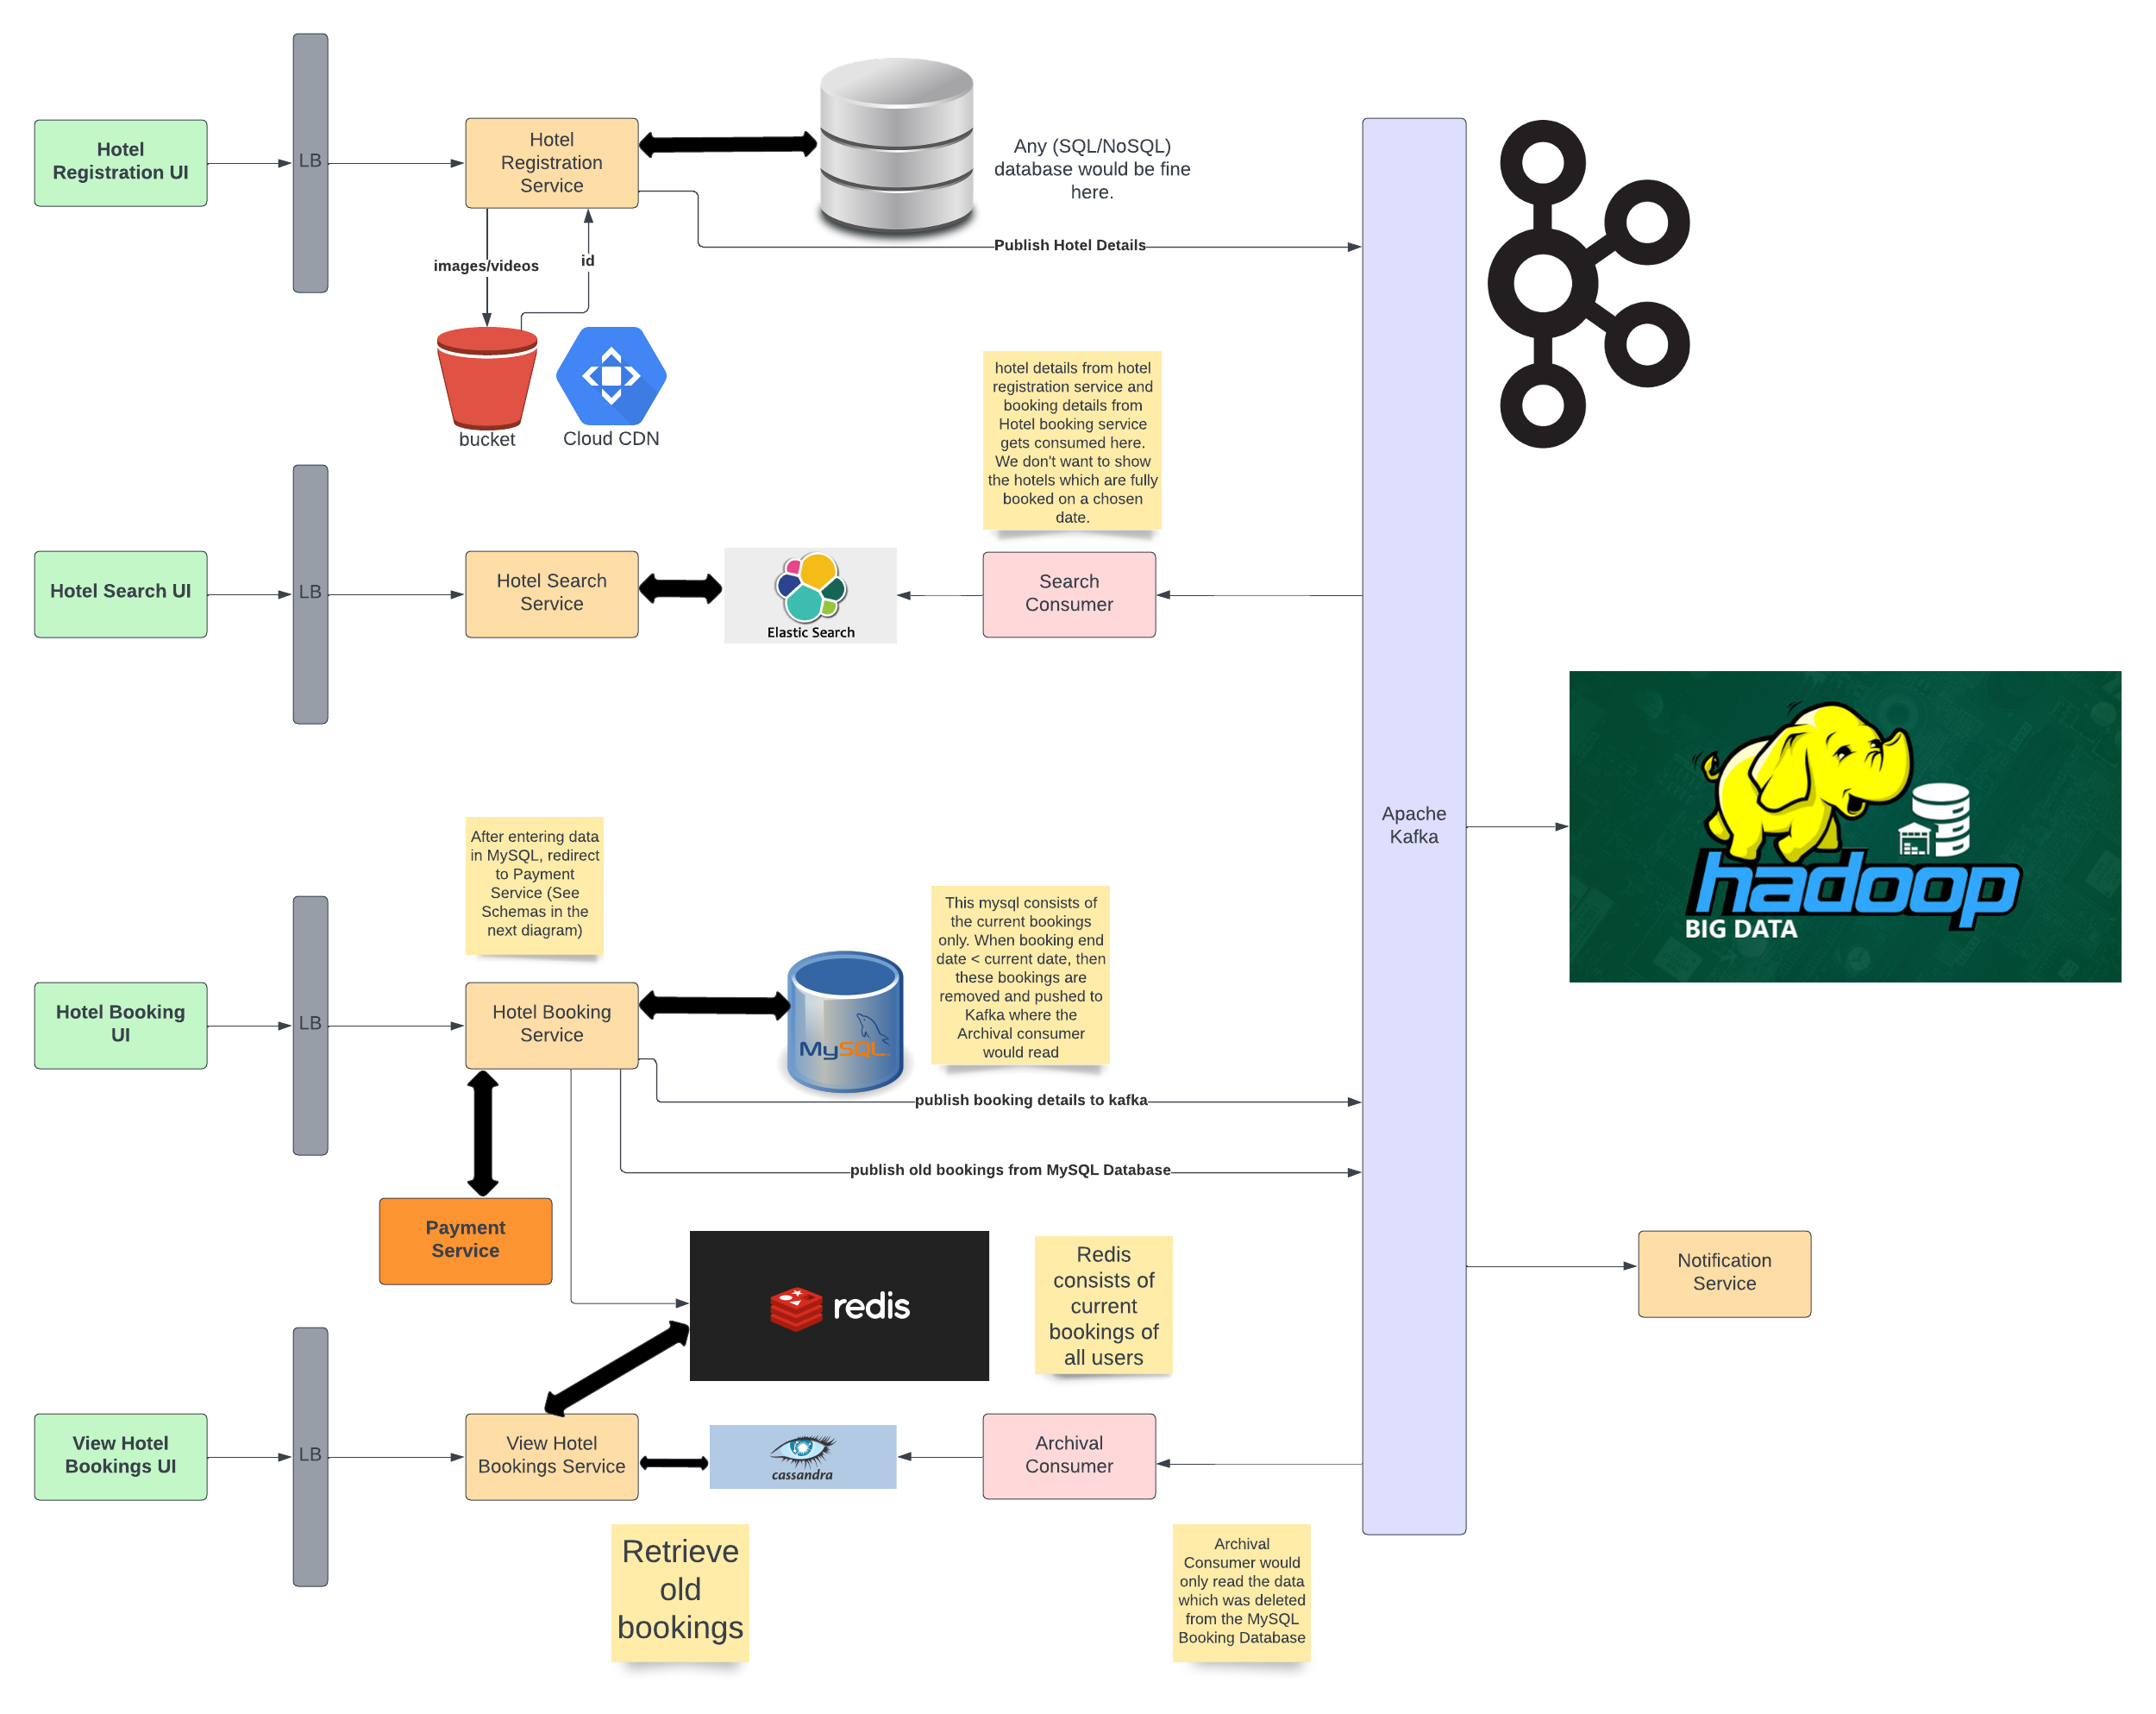 Hotel
Registration UI
LB
Hotel
Registration
Service
Any (SQL/NoSQL)
database would be fine
here.
Publish Hotel Details
images/videos
id
bucket
Cloud CDN
hotel details from hotel
registration service and
booking details from
Hotel booking service
gets consumed here.
We don't want to show
the hotels which are fully
booked on a chosen
date.
Hotel Search UI
LB
Hotel Search
Service
Elastic Search
Search
Consumer
Apache
Kafka
hadoop
BIG DATA
After entering data
in MySQL, redirect
to Payment
Service (See
Schemas in the
next diagram)
This mysql consists of
the current bookings
only. When booking end
date < current date, then
these bookings are
removed and pushed to
Kafka where the
Archival consumer
would read
Hotel Booking
UI
LB
Hotel Booking
Service
MySQL
publish booking details to kafka
publish old bookings from MySQL Database
Payment
Service
redis
Redis
consists of
current
bookings of
all users
Notification
Service
View Hotel
Bookings UI
LB
View Hotel
Bookings Service
cassandra
Archival
Consumer
Retrieve
old
bookings
Archival
Consumer would
only read the data
which was deleted
from the MySQL
Booking Database